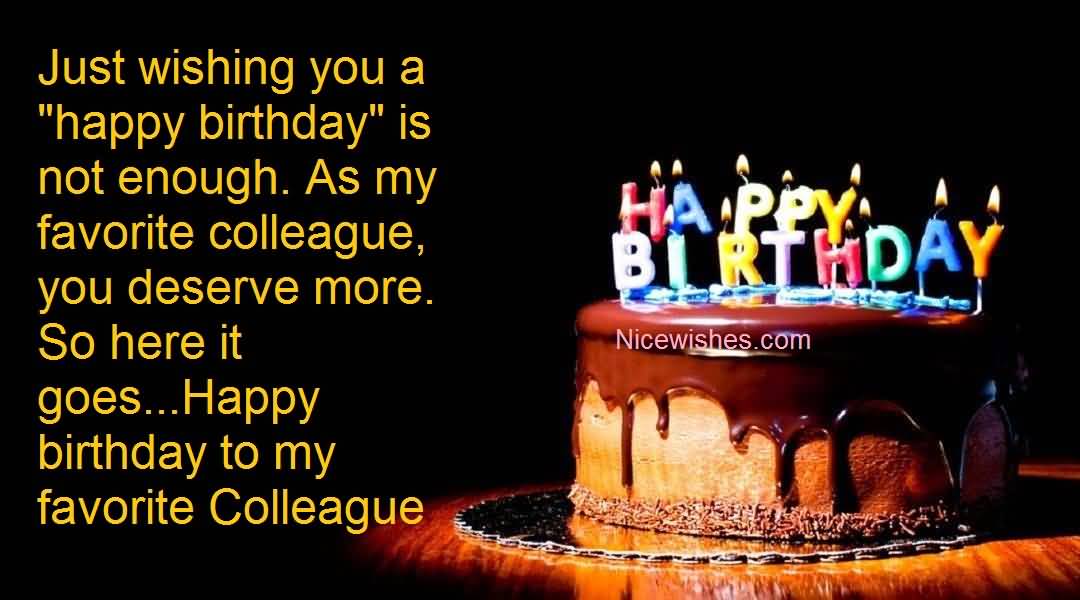 Just wishing you a
"happy birthday" is
not enough. As my
favorite colleague,
you deserve more.
So here it
goes...Happy
birthday to my
favorite Colleague
HAPPY
BIRTHDAY
Nicewishes.com